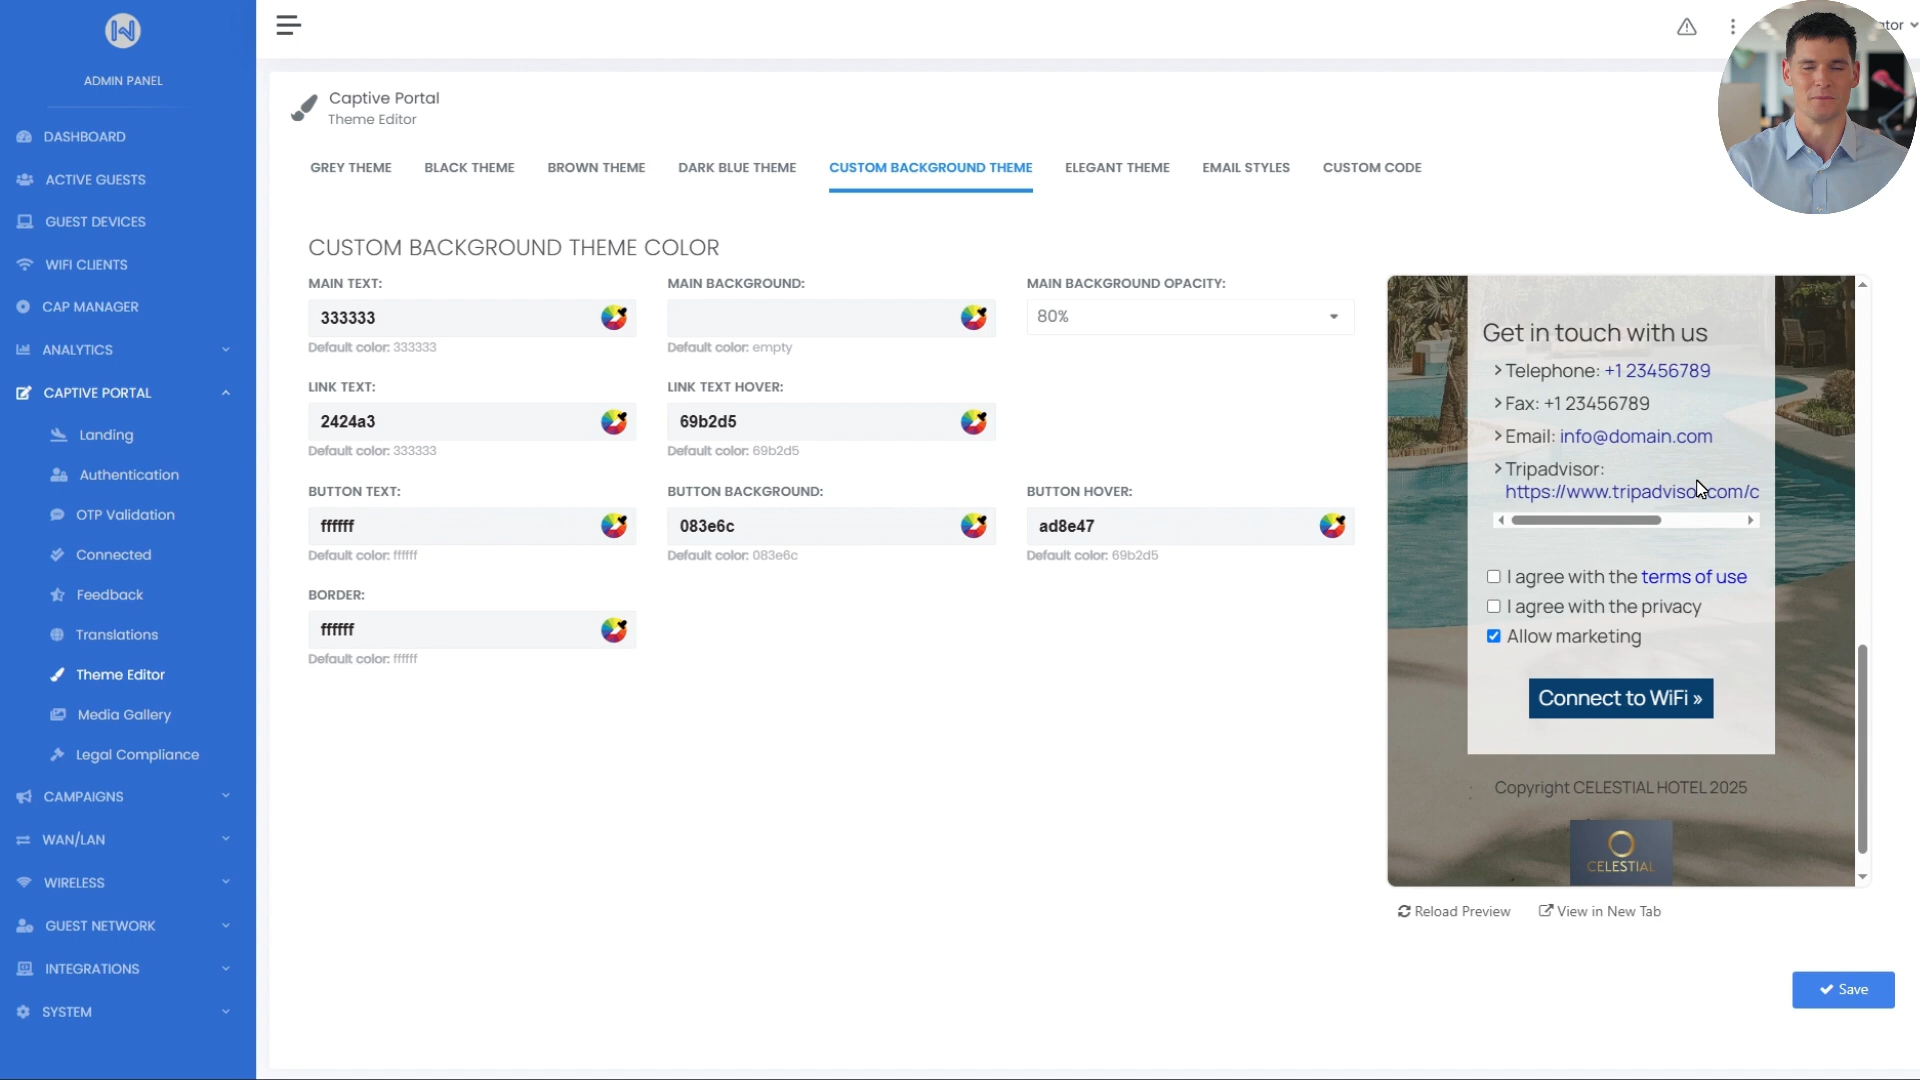 ADMIN PANEL
DASHBOARD
ACTIVE GUESTS
GUEST DEVICES
WIFI CLIENTS
CAP MANAGER
ANALYTICS
CAPTIVE PORTAL
Landing
Authentication
OTP Validation
Connected
Feedback
Translations
Theme Editor
Media Gallery
Legal Compliance
CAMPAIGNS
WAN/LAN
WIRELESS
GUEST NETWORK
INTEGRATIONS
SYSTEM
Captive Portal
Theme Editor
GREY THEME BLACK THEME BROWN THEME DARK BLUE THEME CUSTOM BACKGROUND THEME ELEGANT THEME EMAIL STYLES CUSTOM CODE
CUSTOM BACKGROUND THEME COLOR
MAIN TEXT: MAIN BACKGROUND: MAIN BACKGROUND OPACITY:
333333 80%
Default color: 333333 Default color: empty
LINK TEXT: LINK TEXT HOVER:
2424a3 69b2d5
Default color: 333333 Default color: 69b2d5
BUTTON TEXT: BUTTON BACKGROUND: BUTTON HOVER:
ffffff 083e6c ad8e47
Default color: ffffff Default color: 083e6c Default color: 69b2d5
BORDER:
ffffff
Default color: ffffff
Get in touch with us
Telephone: +1 23456789
Fax: +1 23456789
Email: info@domain.com
Tripadvisor:
I agree with the terms of use
I agree with the privacy
Allow marketing
Connect to WiFi »
Copyright CELESTIAL HOTEL 2025
CELESTIAL
Reload Preview View in New Tab
Save